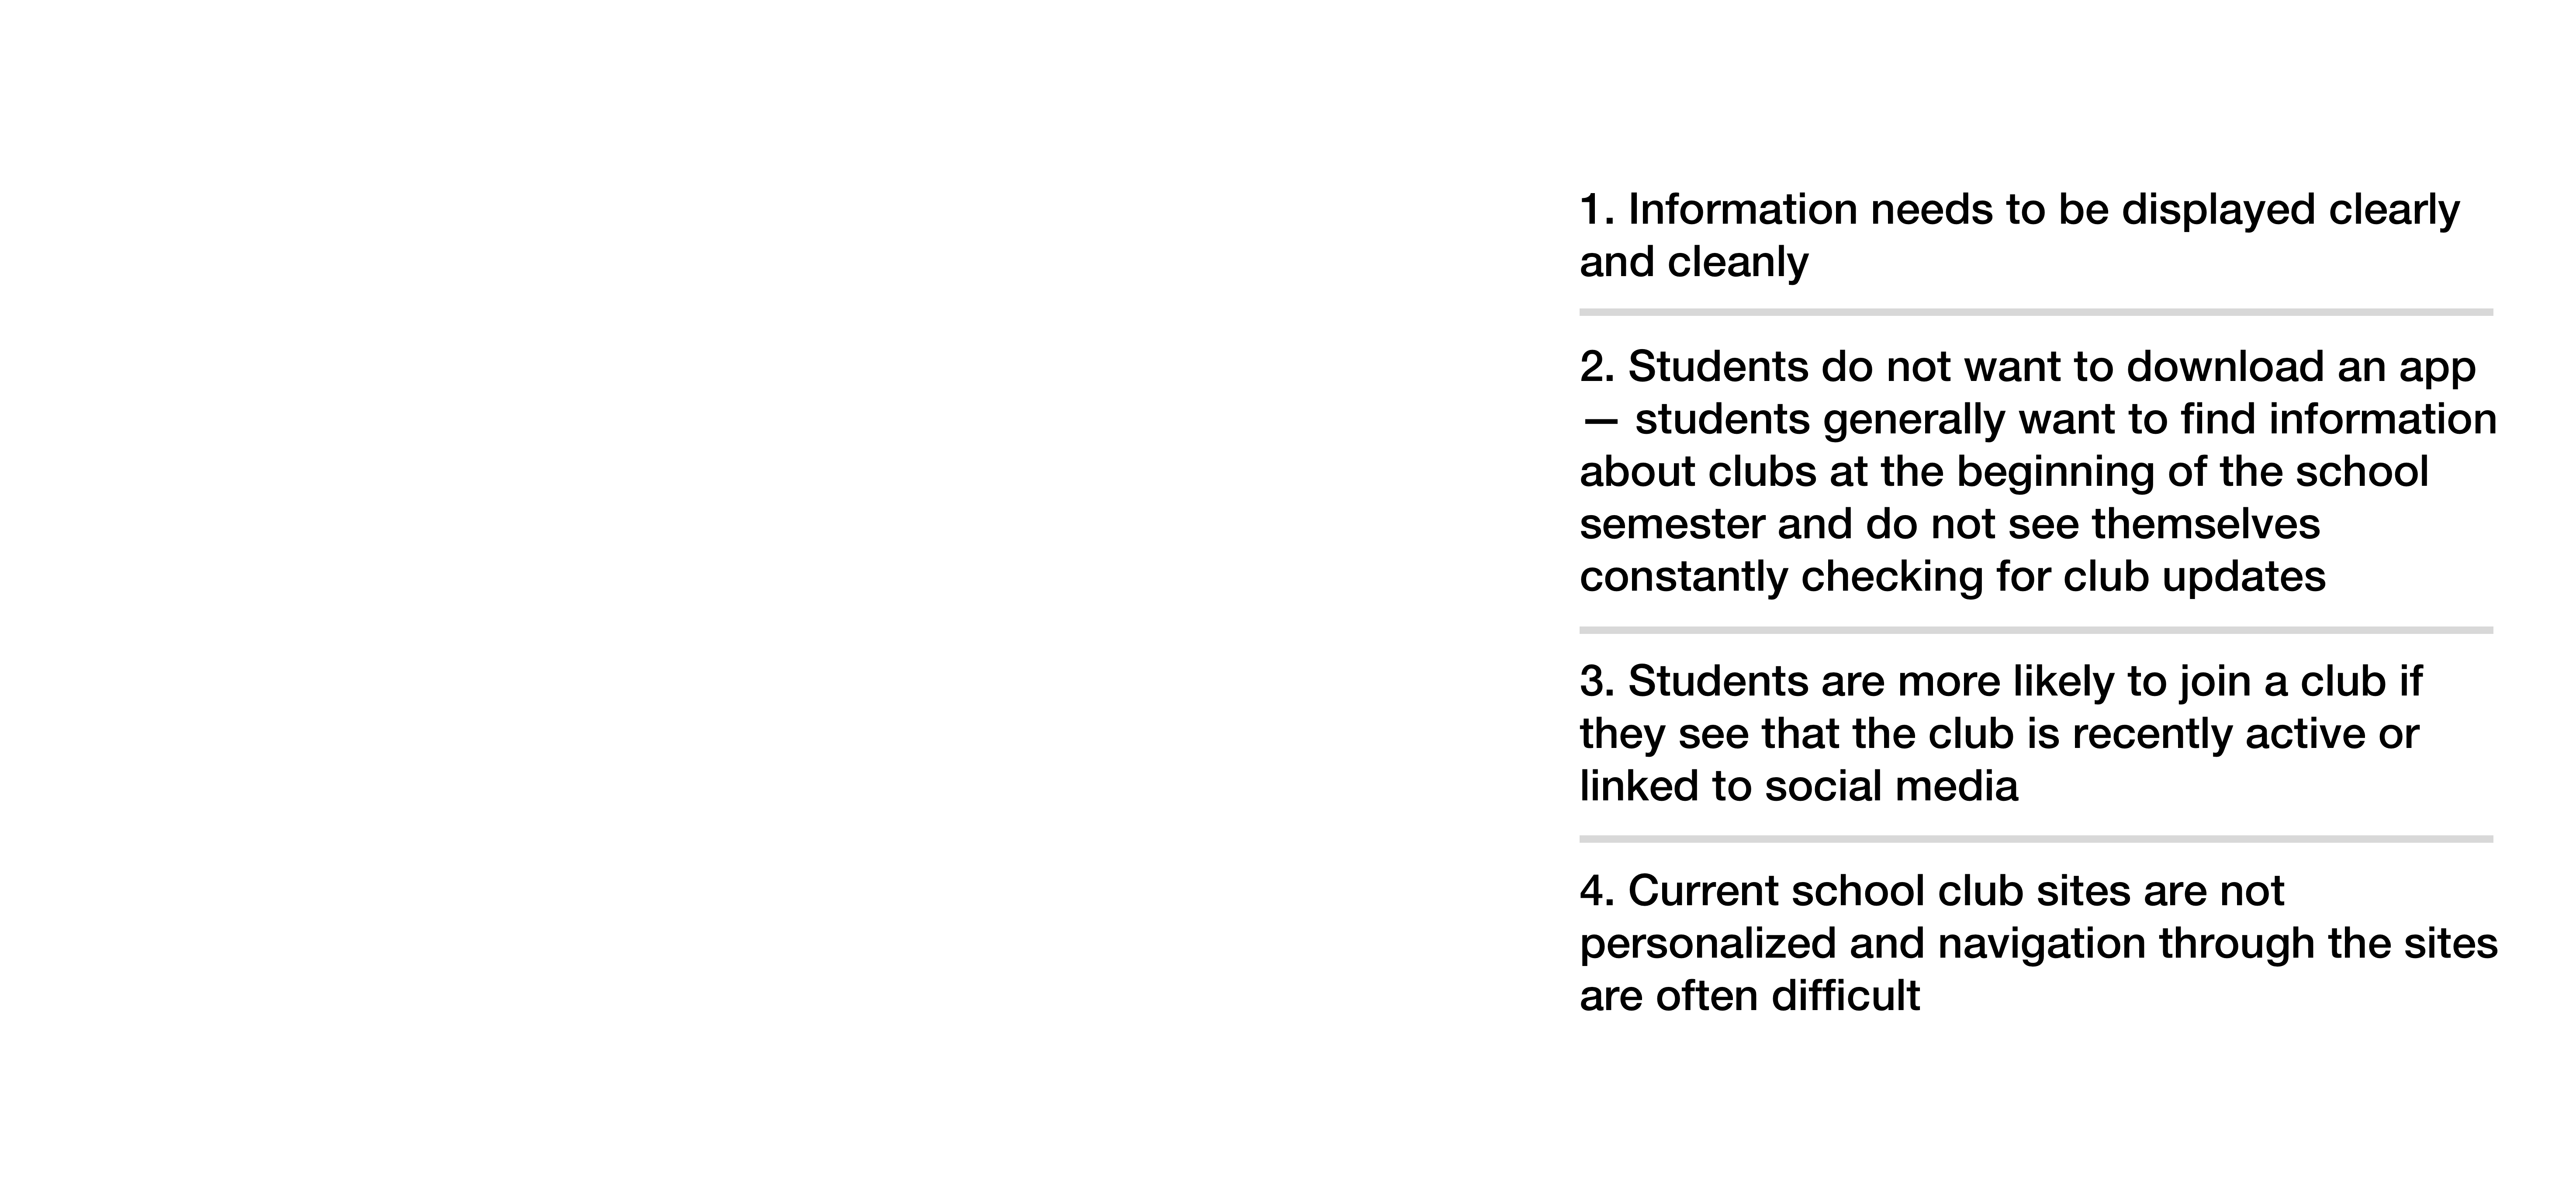 1. Information needs to be displayed clearly
and cleanly
2. Students do not want to download an app
— students generally want to find information
about clubs at the beginning of the school
semester and do not see themselves
constantly checking for club updates
3. Students are more likely to join a club if
they see that the club is recently active or
linked to social media
4. Current school club sites are not
personalized and navigation through the sites
are often difficult